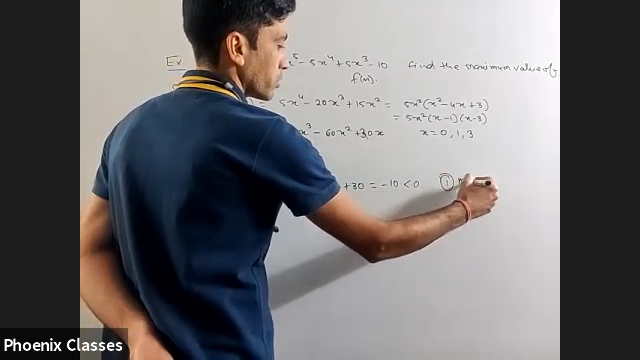 Ex x⁵ - 5x⁴ + 5x³ - 10 find the maximum value of
f(x).
5x⁴ - 20x³ + 15x² = 5x²(x² - 4x + 3)
= 5x²(x-1)(x-3)
x³ - 60x² + 30x x = 0, 1, 3
+ 30 = -10 < 0 ①
Phoenix Classes